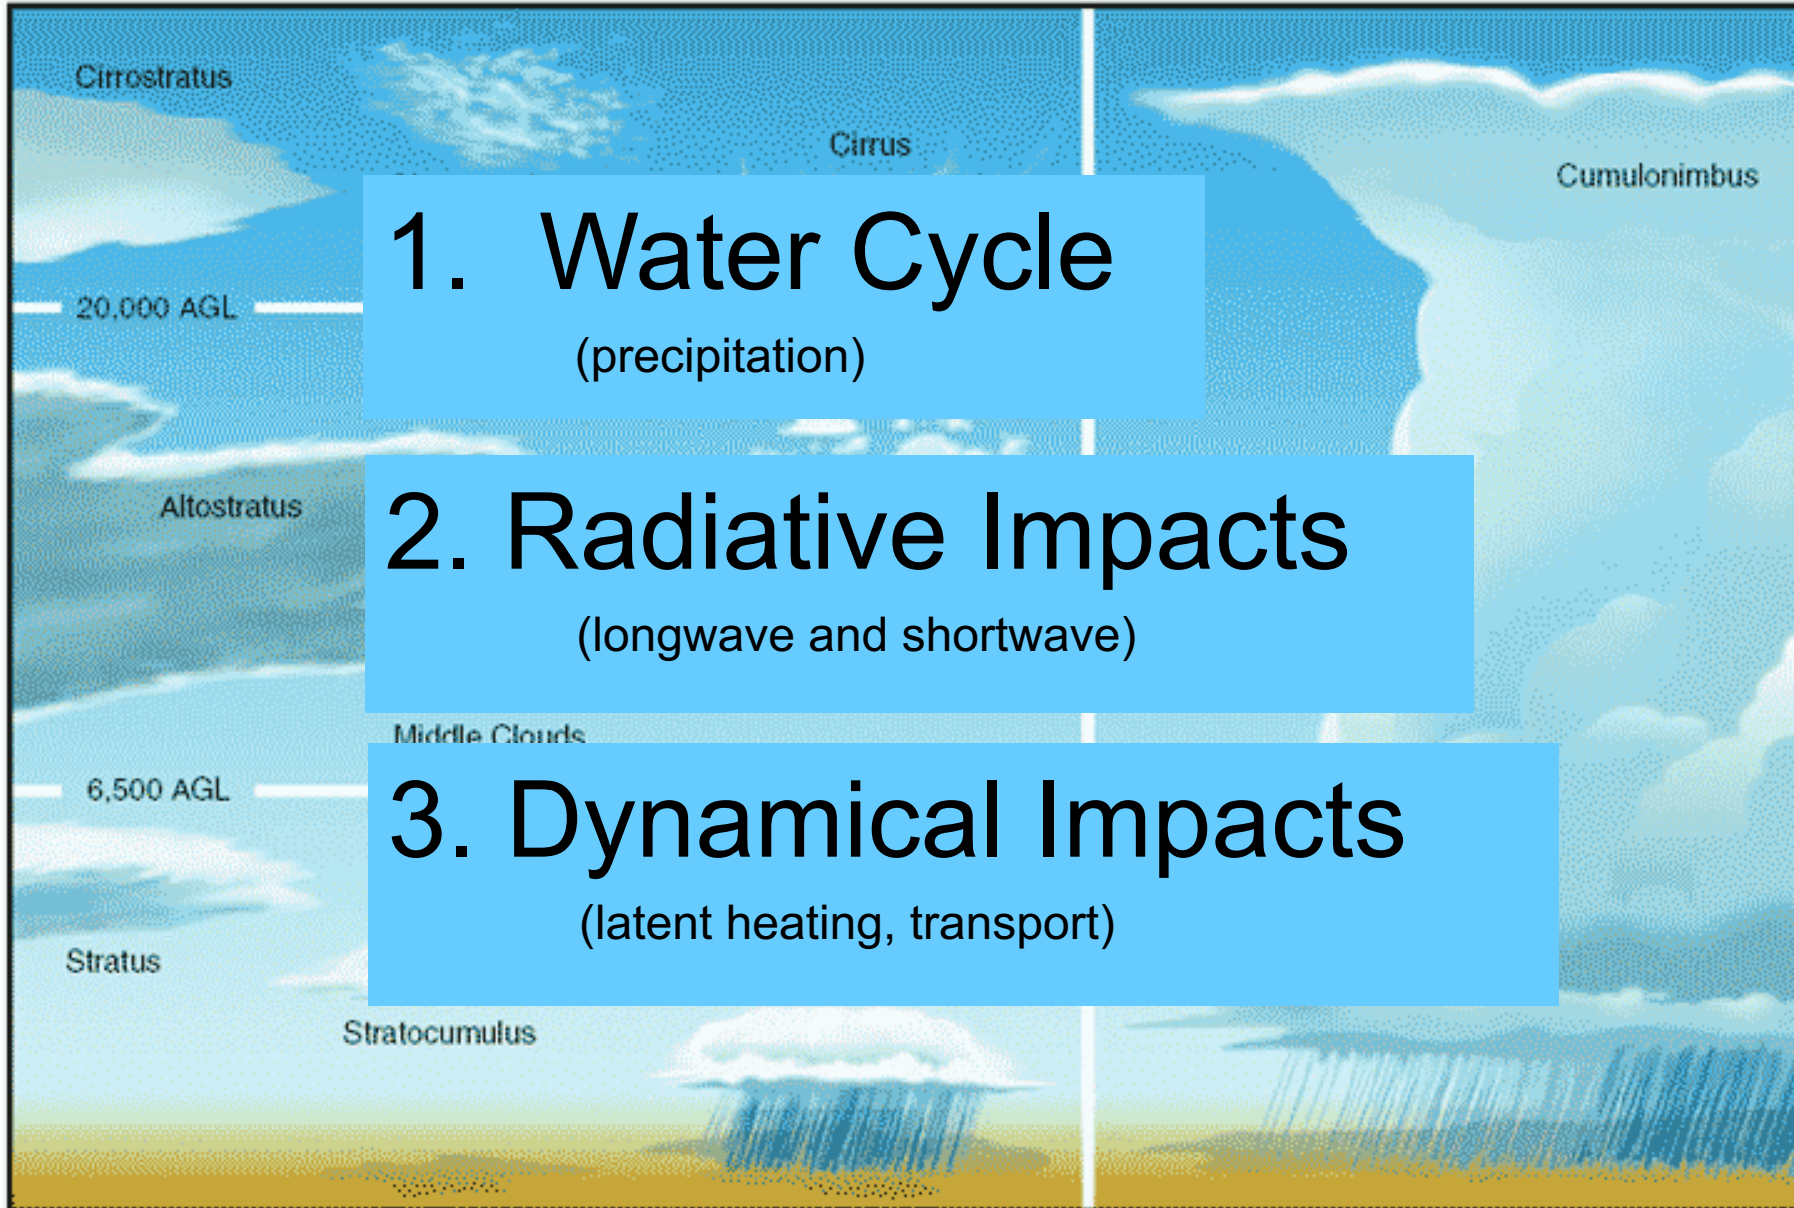 Cirrostratus
Cirrus
Cumulonimbus
1. Water Cycle
(precipitation)
20,000 AGL
Altostratus
2. Radiative Impacts
(longwave and shortwave)
Middle Clouds
6,500 AGL
3. Dynamical Impacts
(latent heating, transport)
Stratus
Stratocumulus